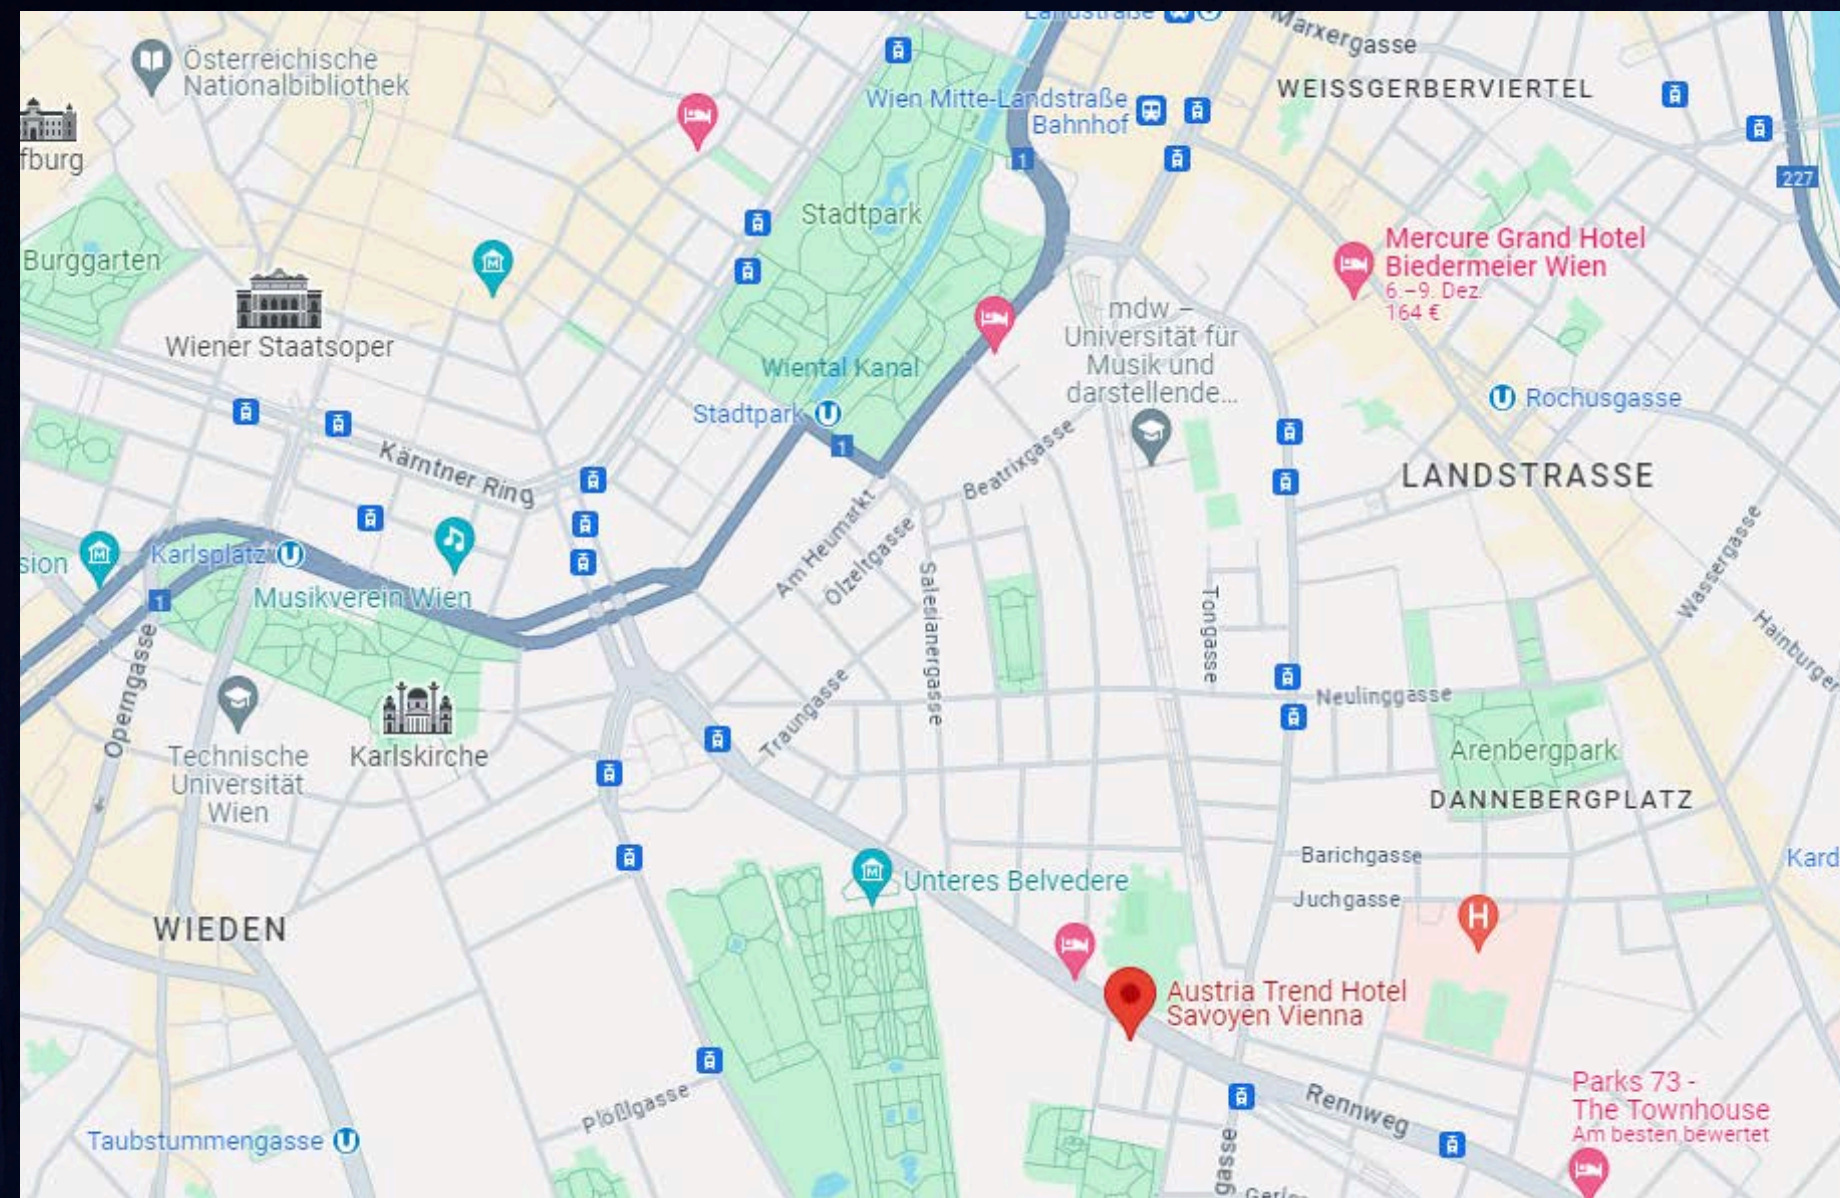 Landstraße
Marxergasse
Österreichische
Nationalbibliothek
WEISSGERBERVIERTEL
Wien Mitte-Landstraße
Bahnhof
fburg
1
227
Stadtpark
Burggarten
Mercure Grand Hotel
Biedermeier Wien
6.–9. Dez.
164 €
mdw –
Universität für
Musik und
darstellende...
Wiener Staatsoper
Wiental Kanal
Stadtpark
U
Rochusgasse
U
1
Kärntner Ring
Beatrixgasse
LANDSTRASSE
Am Heumarkt
Ölzeltgasse
Wassergasse
sion
Karlsplatz
U
Musikverein Wien
1
Salesianergasse
Tongasse
Hainburger
Operngasse
Neulinggasse
Traungasse
Technische
Universität
Wien
Karlskirche
Arenbergpark
DANNEBERGPLATZ
Barichgasse
Kard
Unteres Belvedere
Juchgasse
H
WIEDEN
Austria Trend Hotel
Savoyen Vienna
Plößlgasse
Rennweg
Parks 73 -
The Townhouse
Am besten bewertet
Taubstummengasse
U
gasse